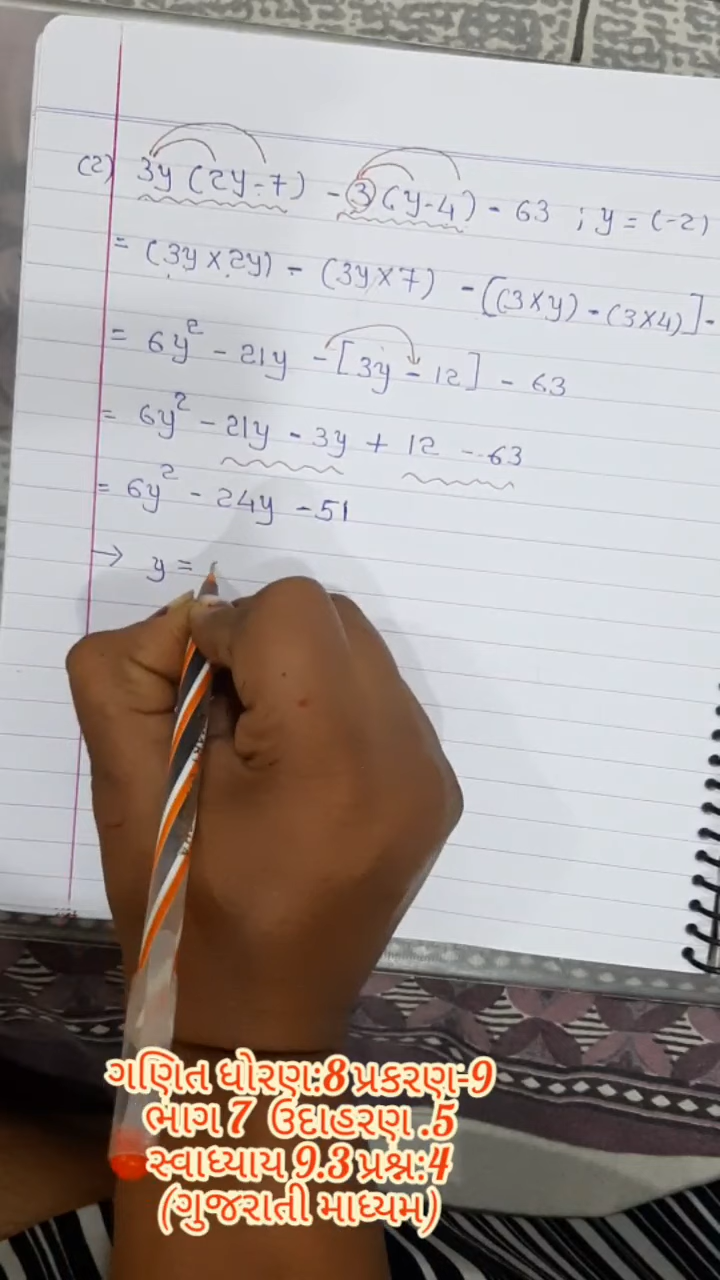 (2) 3y (2y-7) - 3 (y-4) - 63 ; y = (-2)
= (3y×2y) - (3y×7) - [(3×y) - (3×4)] -
= 6y² - 21y - [3y - 12] - 63
= 6y² - 21y - 3y + 12 - 63
= 6y² - 24y - 51
→ y =
ગણિત ધોરણ:8 પ્રકરણ-9
ભાગ 7 ઉદાહરણ .5
સ્વાધ્યાય 9.3 પ્રશ્ન:4
(ગુજરાતી માધ્યમ)